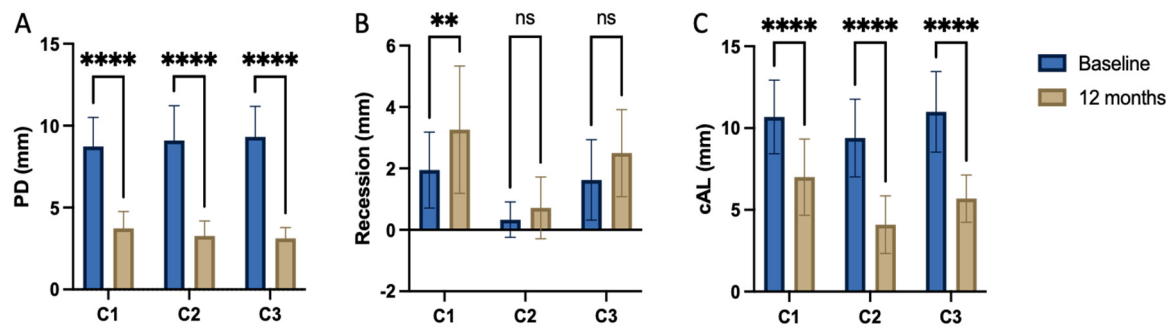 A
PD (mm)
15
10
5
0
**** **** ****
C1 C2 C3
B
Recession (mm)
6
4
2
0
-2
** ns ns
C1 C2 C3
C
cAL (mm)
15
10
5
0
**** **** ****
C1 C2 C3
Baseline
12 months